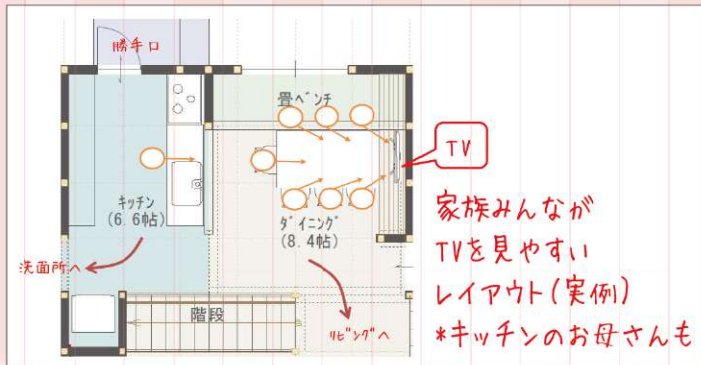 勝手口
畳ベンチ
TV
キッチン
(6.6帖)
ダイニング
(8.4帖)
洗面所へ
階段
リビングへ
家族みんなが
TVを見やすい
レイアウト(実例)
*キッチンのお母さんも